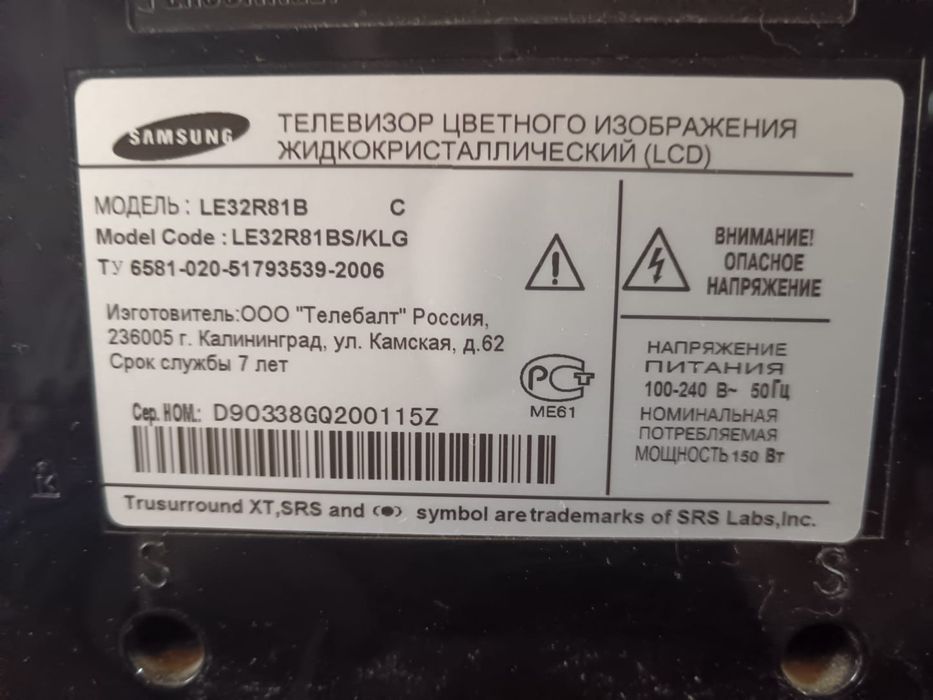 SAMSUNG
ТЕЛЕВИЗОР ЦВЕТНОГО ИЗОБРАЖЕНИЯ
ЖИДКОКРИСТАЛЛИЧЕСКИЙ (LCD)
МОДЕЛЬ : LE32R81B C
Model Code : LE32R81BS/KLG
ТУ 6581-020-51793539-2006
Изготовитель:ООО "Телебалт" Россия,
236005 г. Калининград, ул. Камская, д.62
Срок службы 7 лет
РСТ
ME61
Сер. НОМ.: D90338GQ200115Z
ВНИМАНИЕ!
ОПАСНОЕ
НАПРЯЖЕНИЕ
НАПРЯЖЕНИЕ
ПИТАНИЯ
100-240 В~ 50Гц
НОМИНАЛЬНАЯ
ПОТРЕБЛЯЕМАЯ
МОЩНОСТЬ 150 Вт
Trusurround XT,SRS and (●) symbol are trademarks of SRS Labs,Inc.
S S